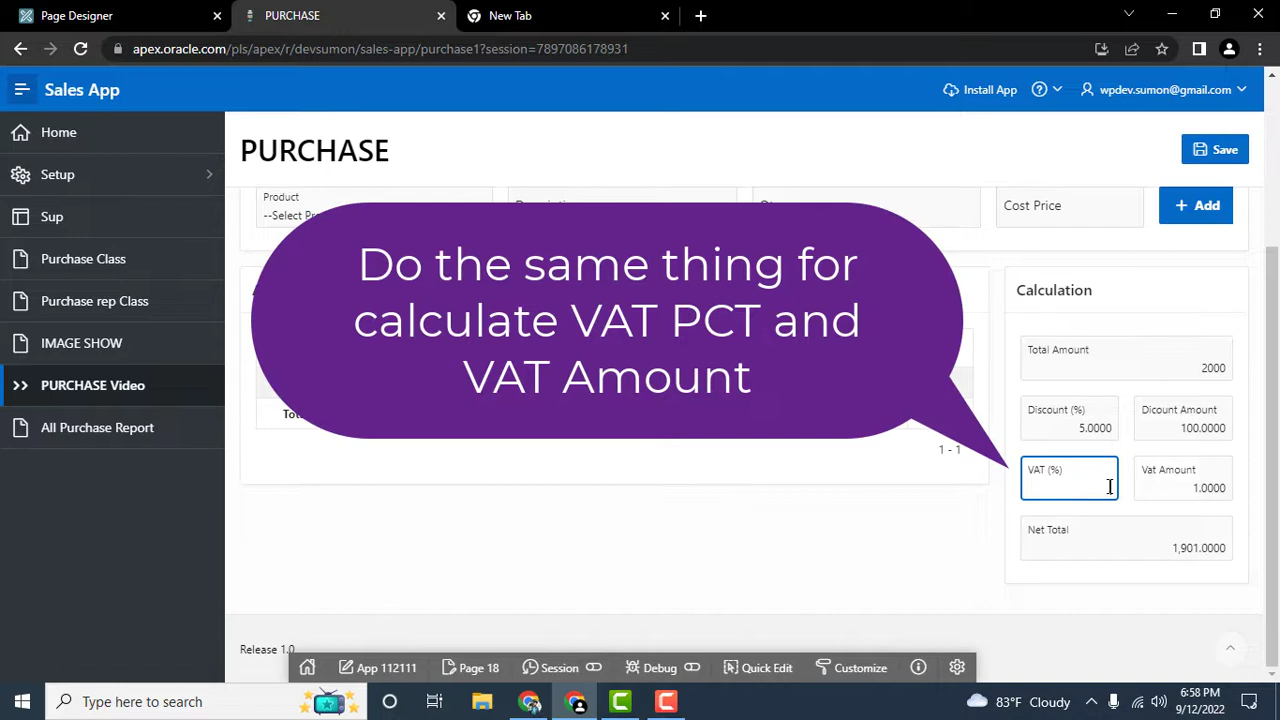 Page Designer
PURCHASE
New Tab
apex.oracle.com/pls/apex/r/devsumon/sales-app/purchase1?session=7897086178931
Sales App
Install App
wpdev.sumon@gmail.com
Home
Setup
Sup
Purchase Class
Purchase rep Class
IMAGE SHOW
PURCHASE Video
All Purchase Report
PURCHASE
Save
Product
Cost Price
Add
Do the same thing for
calculate VAT PCT and
VAT Amount
1 - 1
Calculation
Total Amount
2000
Discount (%)
5.0000
Dicount Amount
100.0000
VAT (%)
Vat Amount
1.0000
Net Total
1,901.0000
Release 1.0
App 112111
Page 18
Session
Debug
Quick Edit
Customize
Type here to search
83°F Cloudy
6:58 PM
9/12/2022